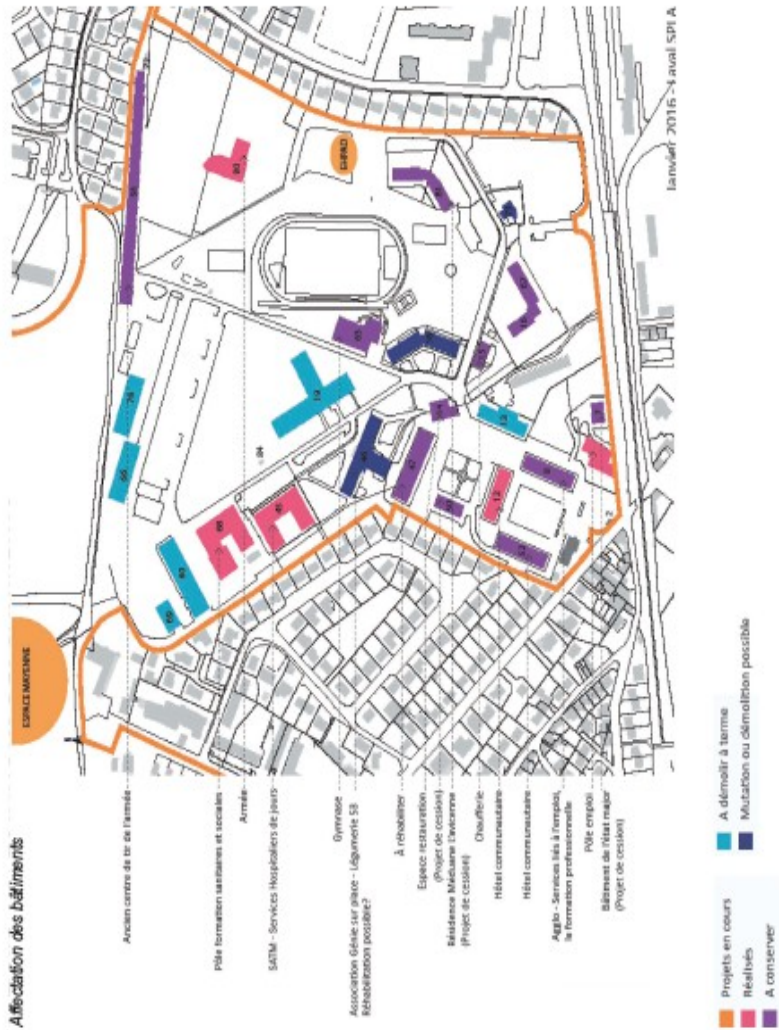 Affectation des bâtiments
ESPACE MAYENNE
EHPAD
Ancien centre de tir de l'armée
Pôle formation sanitaires et sociales
Armée
SATM - Services Hospitaliers de jours
Gymnase
Association Génie sur place - Légumerie 53
Réhabilitation possible?
À réhabiliter
Espace restauration
(Projet de cession)
Résidence Méduane L'avicenne
(Projet de cession)
Chaufferie
Hôtel communautaire
Hôtel communautaire
Agglo - Services liés à l'emploi,
la formation professionnelle
Pôle emploi
Bâtiment de l'état major
(Projet de cession)
Projets en cours
Réalisés
A conserver
A démolir à terme
Mutation ou démolition possible
Janvier 2016 - Laval SPLA